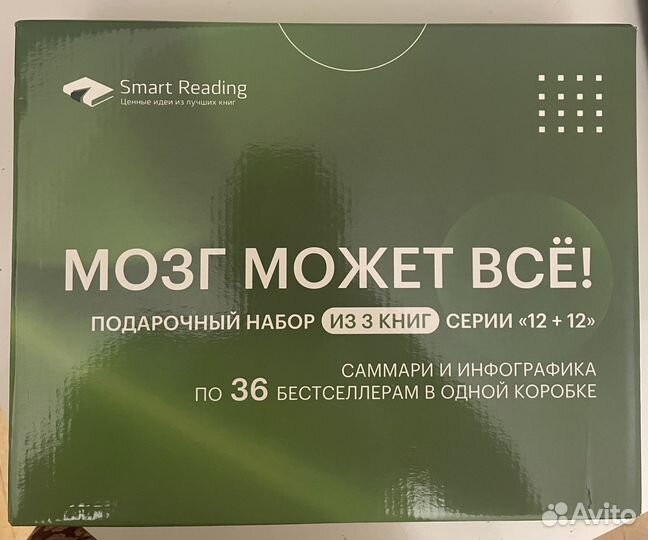 Smart Reading
Ценные идеи из лучших книг
МОЗГ МОЖЕТ ВСЁ!
ПОДАРОЧНЫЙ НАБОР ИЗ 3 КНИГ СЕРИИ «12 + 12»
САММАРИ И ИНФОГРАФИКА
ПО 36 БЕСТСЕЛЛЕРАМ В ОДНОЙ КОРОБКЕ
Avito